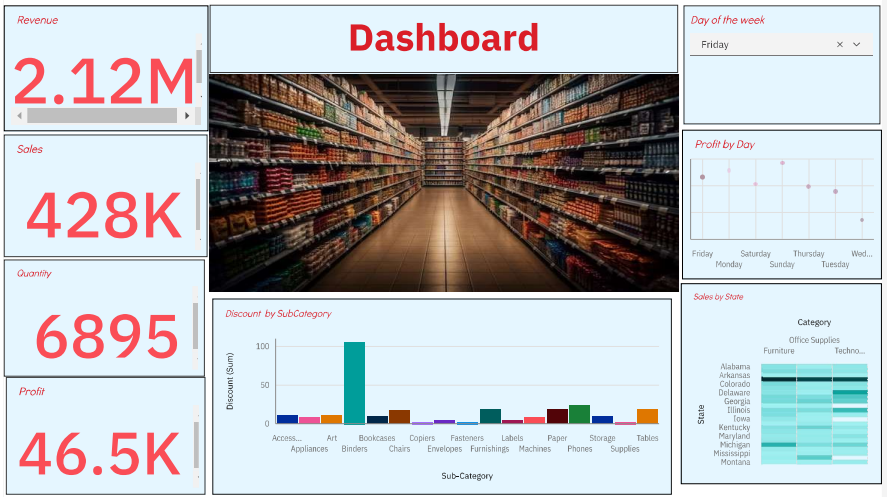 Revenue
2.12M
Sales
428K
Quantity
6895
Profit
46.5K
Dashboard
Discount by SubCategory
Discount (Sum)
100
50
0
Access... Art Bookcases Copiers Fasteners Labels Paper Storage Tables
Appliances Binders Chairs Envelopes Furnishings Machines Phones Supplies
Sub-Category
Day of the week
Friday
Profit by Day
Friday Saturday Thursday Wed...
Monday Sunday Tuesday
Sales by State
Category
Office Supplies
Furniture Techno...
State
Alabama
Arkansas
Colorado
Delaware
Georgia
Illinois
Iowa
Kentucky
Maryland
Michigan
Mississippi
Montana